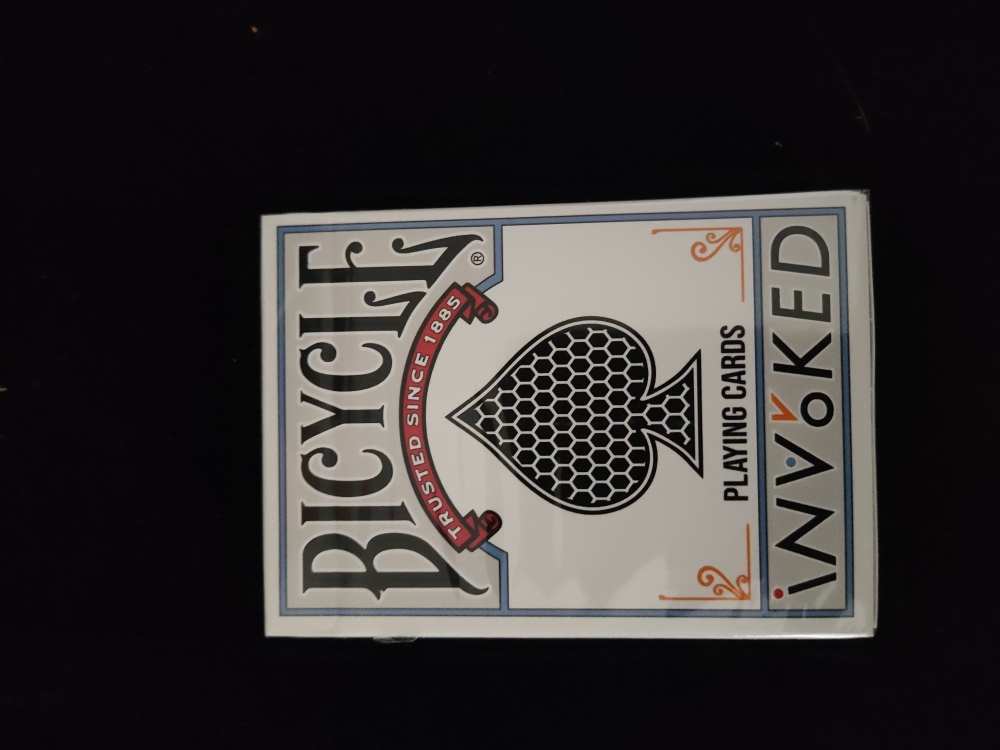 BICYCLE®
TRUSTED SINCE 1885
PLAYING CARDS
iNVOKED